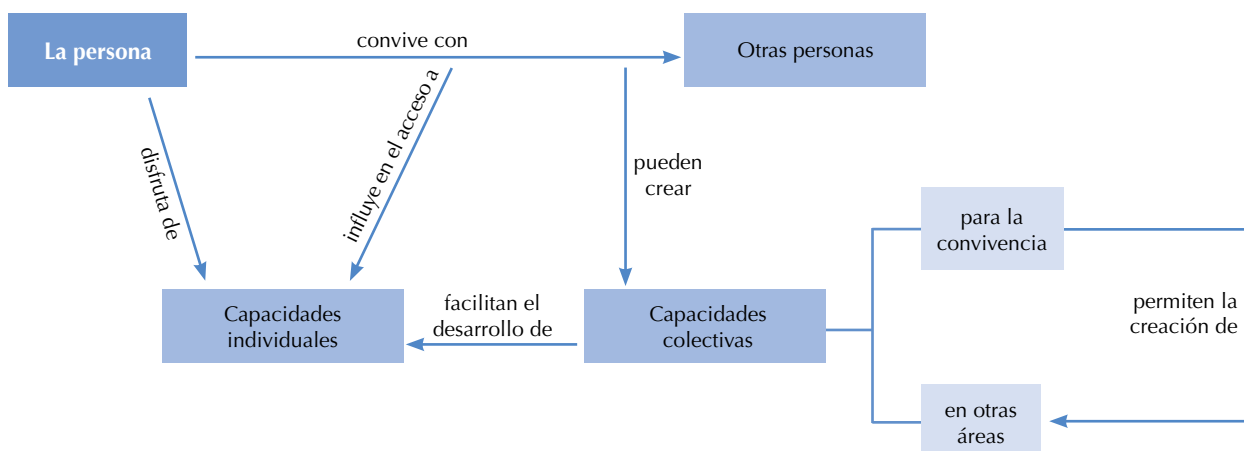 La persona
convive con
Otras personas
disfruta de
influye en el acceso a
pueden
crear
para la
convivencia
Capacidades
individuales
facilitan el
desarrollo de
Capacidades
colectivas
permiten la
creación de
en otras
áreas